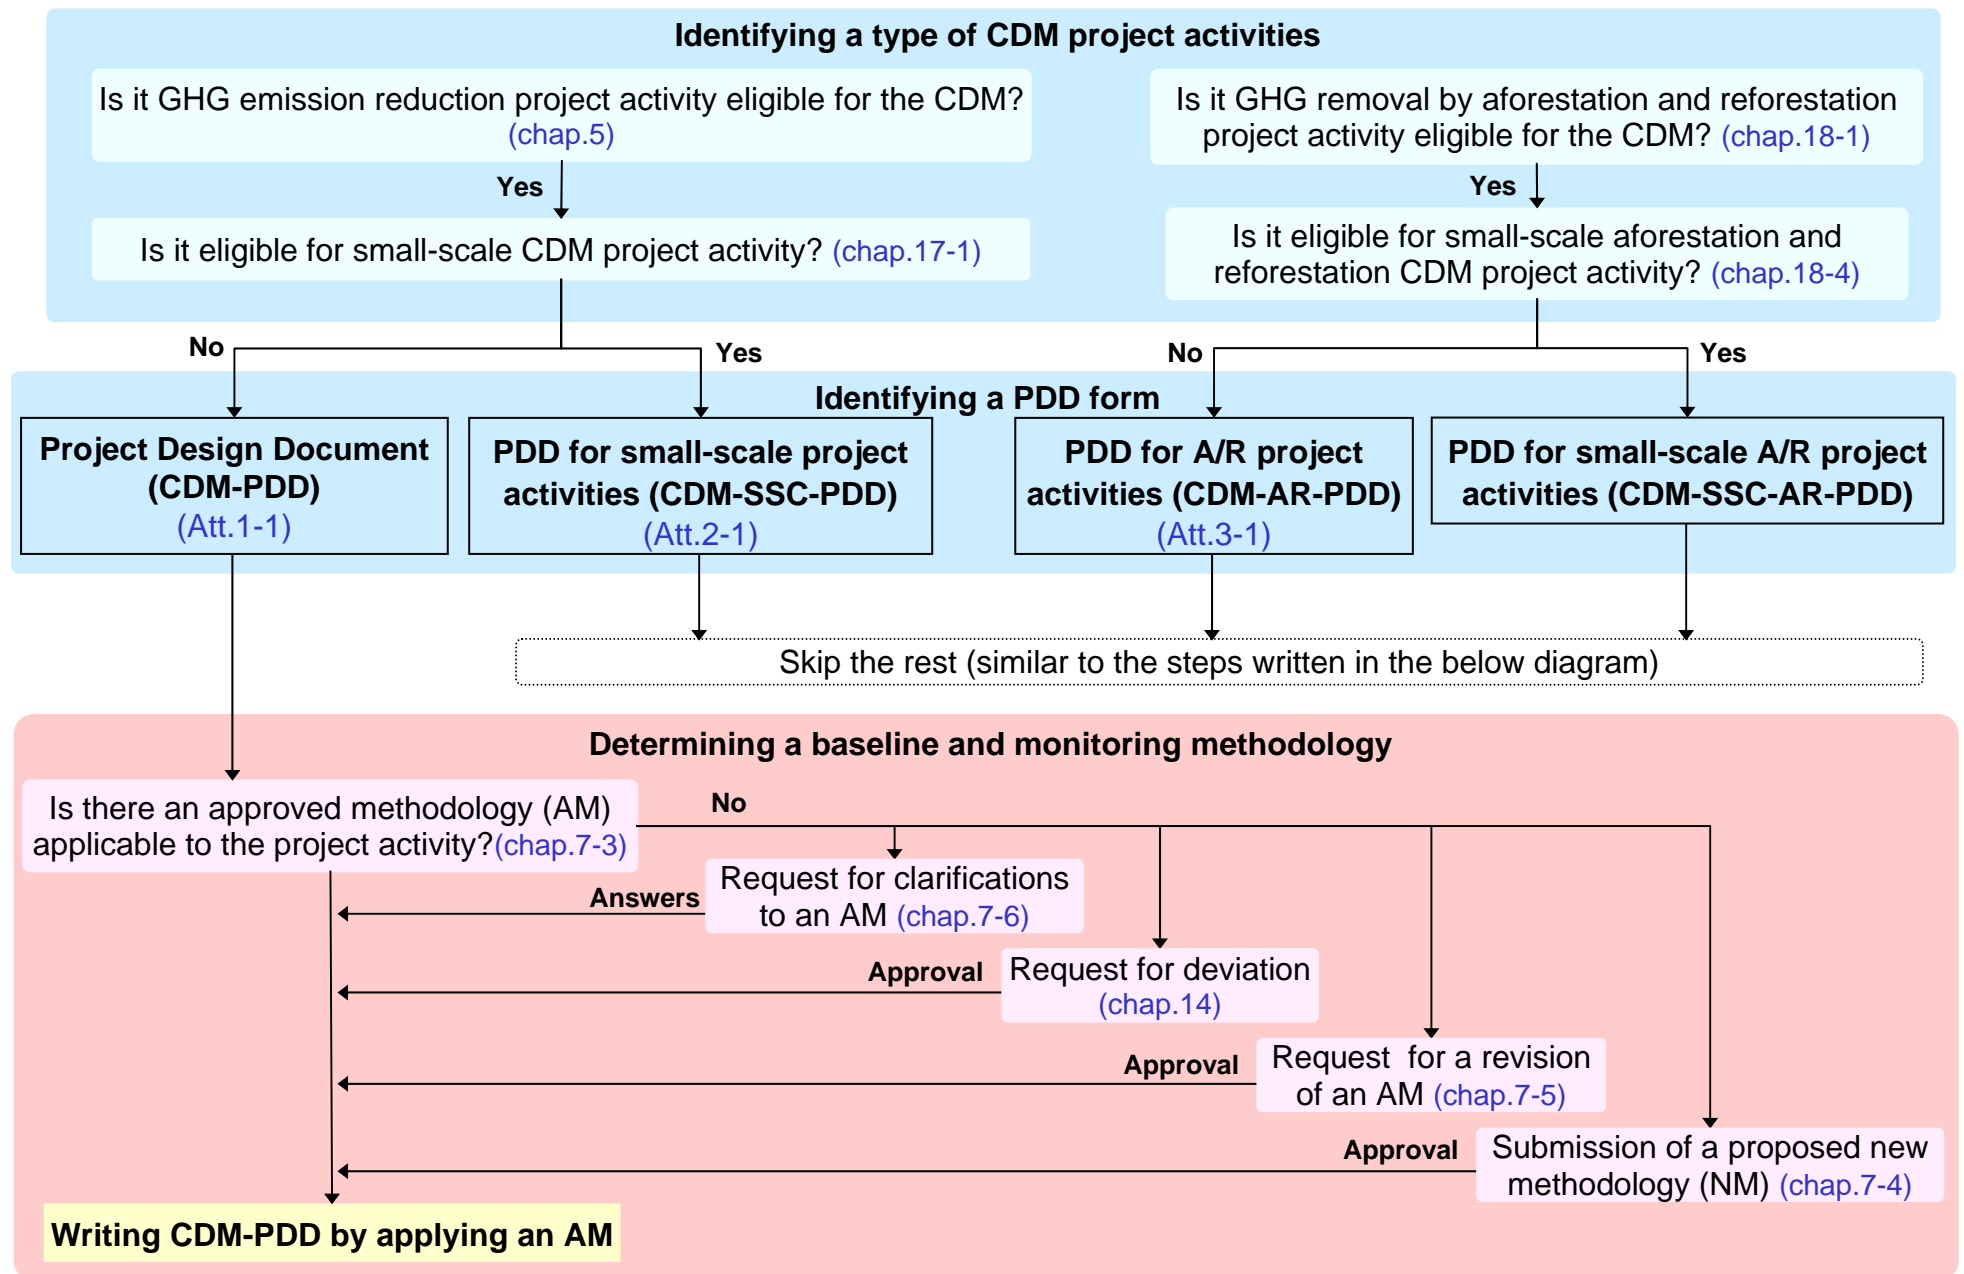 Identifying a type of CDM project activities
Is it GHG emission reduction project activity eligible for the CDM?
(chap.5)
Is it GHG removal by aforestation and reforestation
project activity eligible for the CDM? (chap.18-1)
Yes
Yes
Is it eligible for small-scale CDM project activity? (chap.17-1)
Is it eligible for small-scale aforestation and
reforestation CDM project activity? (chap.18-4)
No
Yes
No
Yes
Identifying a PDD form
Project Design Document
(CDM-PDD)
(Att.1-1)
PDD for small-scale project
activities (CDM-SSC-PDD)
(Att.2-1)
PDD for A/R project
activities (CDM-AR-PDD)
(Att.3-1)
PDD for small-scale A/R project
activities (CDM-SSC-AR-PDD)
Skip the rest (similar to the steps written in the below diagram)
Determining a baseline and monitoring methodology
Is there an approved methodology (AM)
applicable to the project activity?(chap.7-3)
No
Request for clarifications
to an AM (chap.7-6)
Answers
Request for deviation
(chap.14)
Approval
Request  for a revision
of an AM (chap.7-5)
Approval
Submission of a proposed new
methodology (NM) (chap.7-4)
Approval
Writing CDM-PDD by applying an AM